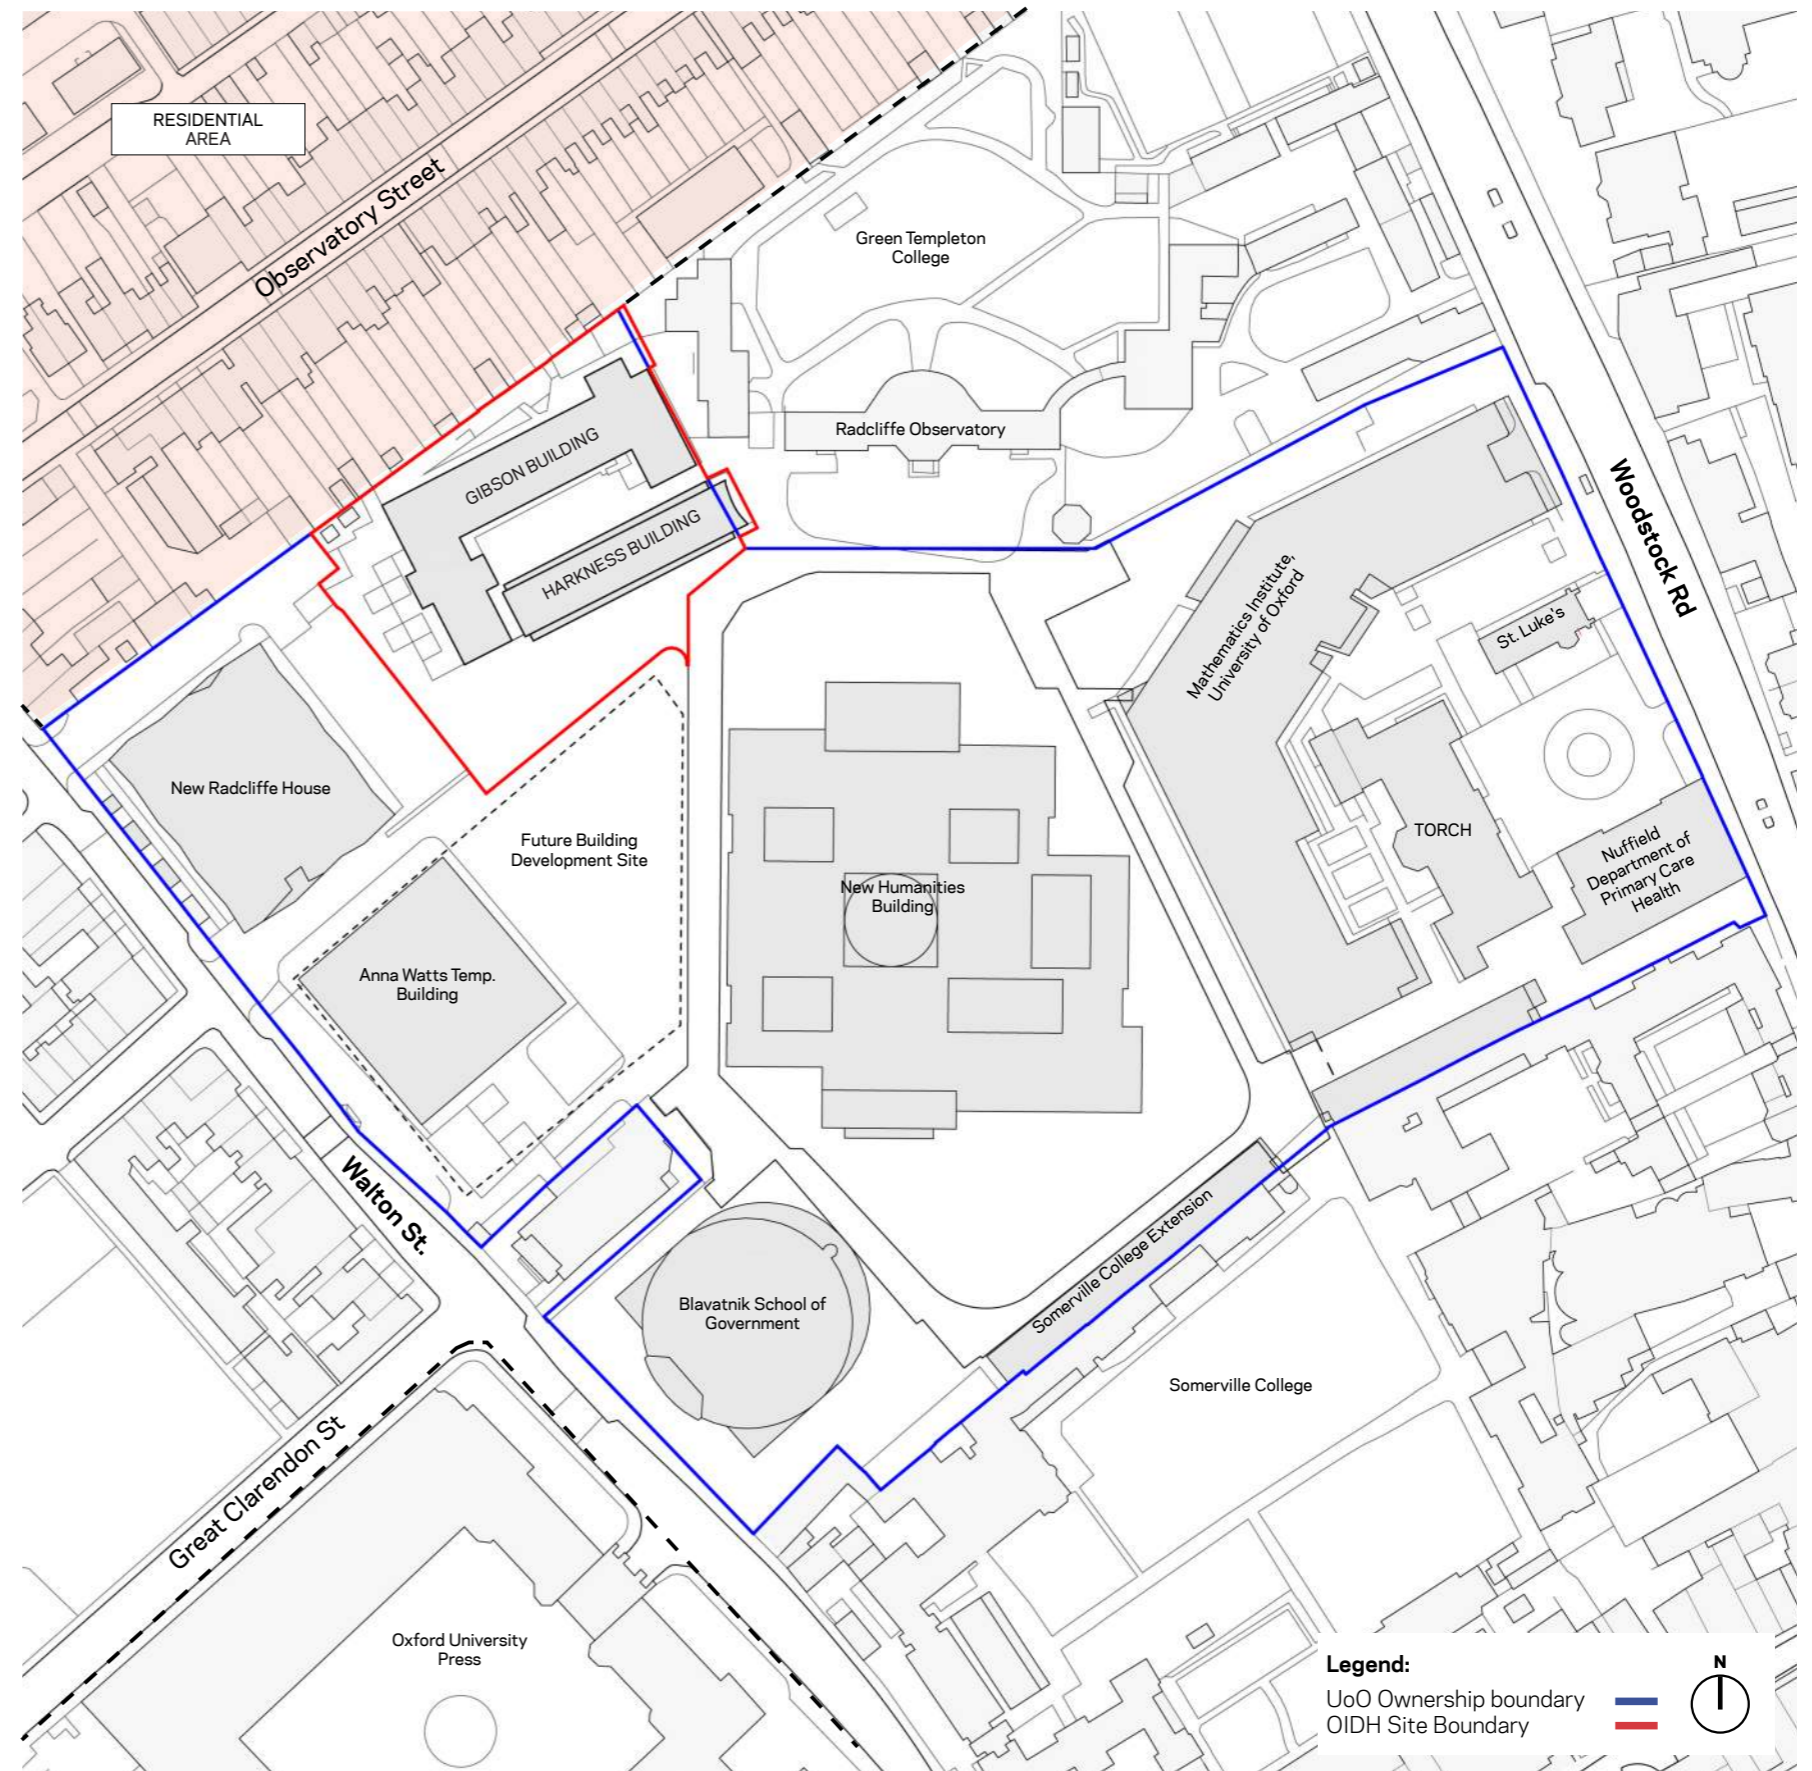 RESIDENTIAL
AREA
Observatory Street
Green Templeton
College
Radcliffe Observatory
GIBSON BUILDING
HARKNESS BUILDING
Woodstock Rd
Mathematics Institute,
University of Oxford
St. Luke's
New Radcliffe House
Future Building
Development Site
TORCH
Nuffield
Department of
Primary Care
Health
New Humanities
Building
Anna Watts Temp.
Building
Walton St.
Somerville College Extension
Blavatnik School of
Government
Somerville College
Great Clarendon St
Oxford University
Press
Legend:
UoO Ownership boundary
OIDH Site Boundary
N